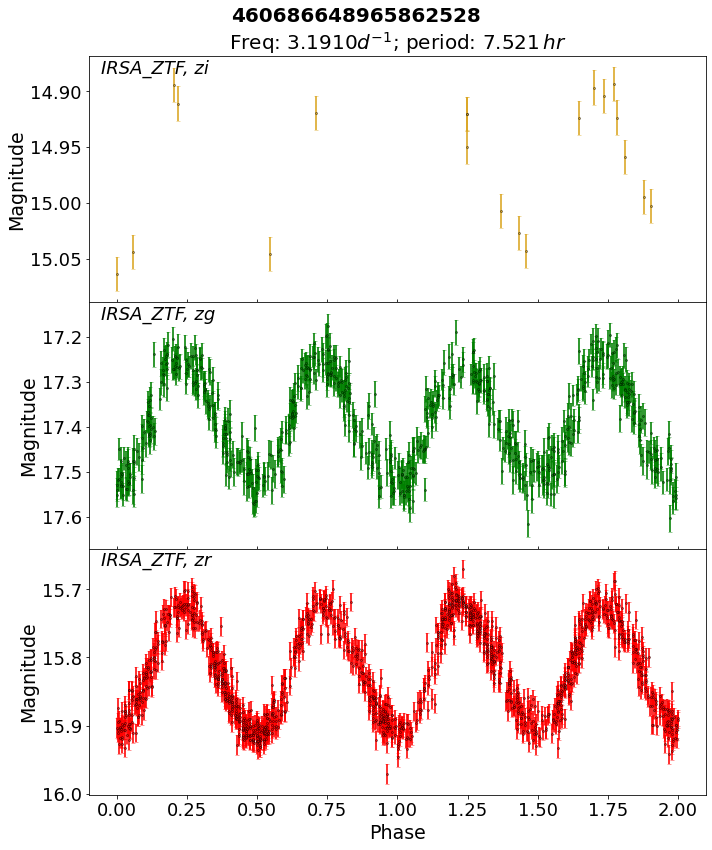 4606866489658625​28
Freq: 3.1910d⁻¹; period: 7.521 hr
IRSA_ZTF, zi
14.90
14.95
15.00
15.05
Magnitude
IRSA_ZTF, zg
17.2
17.3
17.4
17.5
17.6
Magnitude
IRSA_ZTF, zr
15.7
15.8
15.9
16.0
Magnitude
0.00 0.25 0.50 0.75 1.00 1.25 1.50 1.75 2.00
Phase